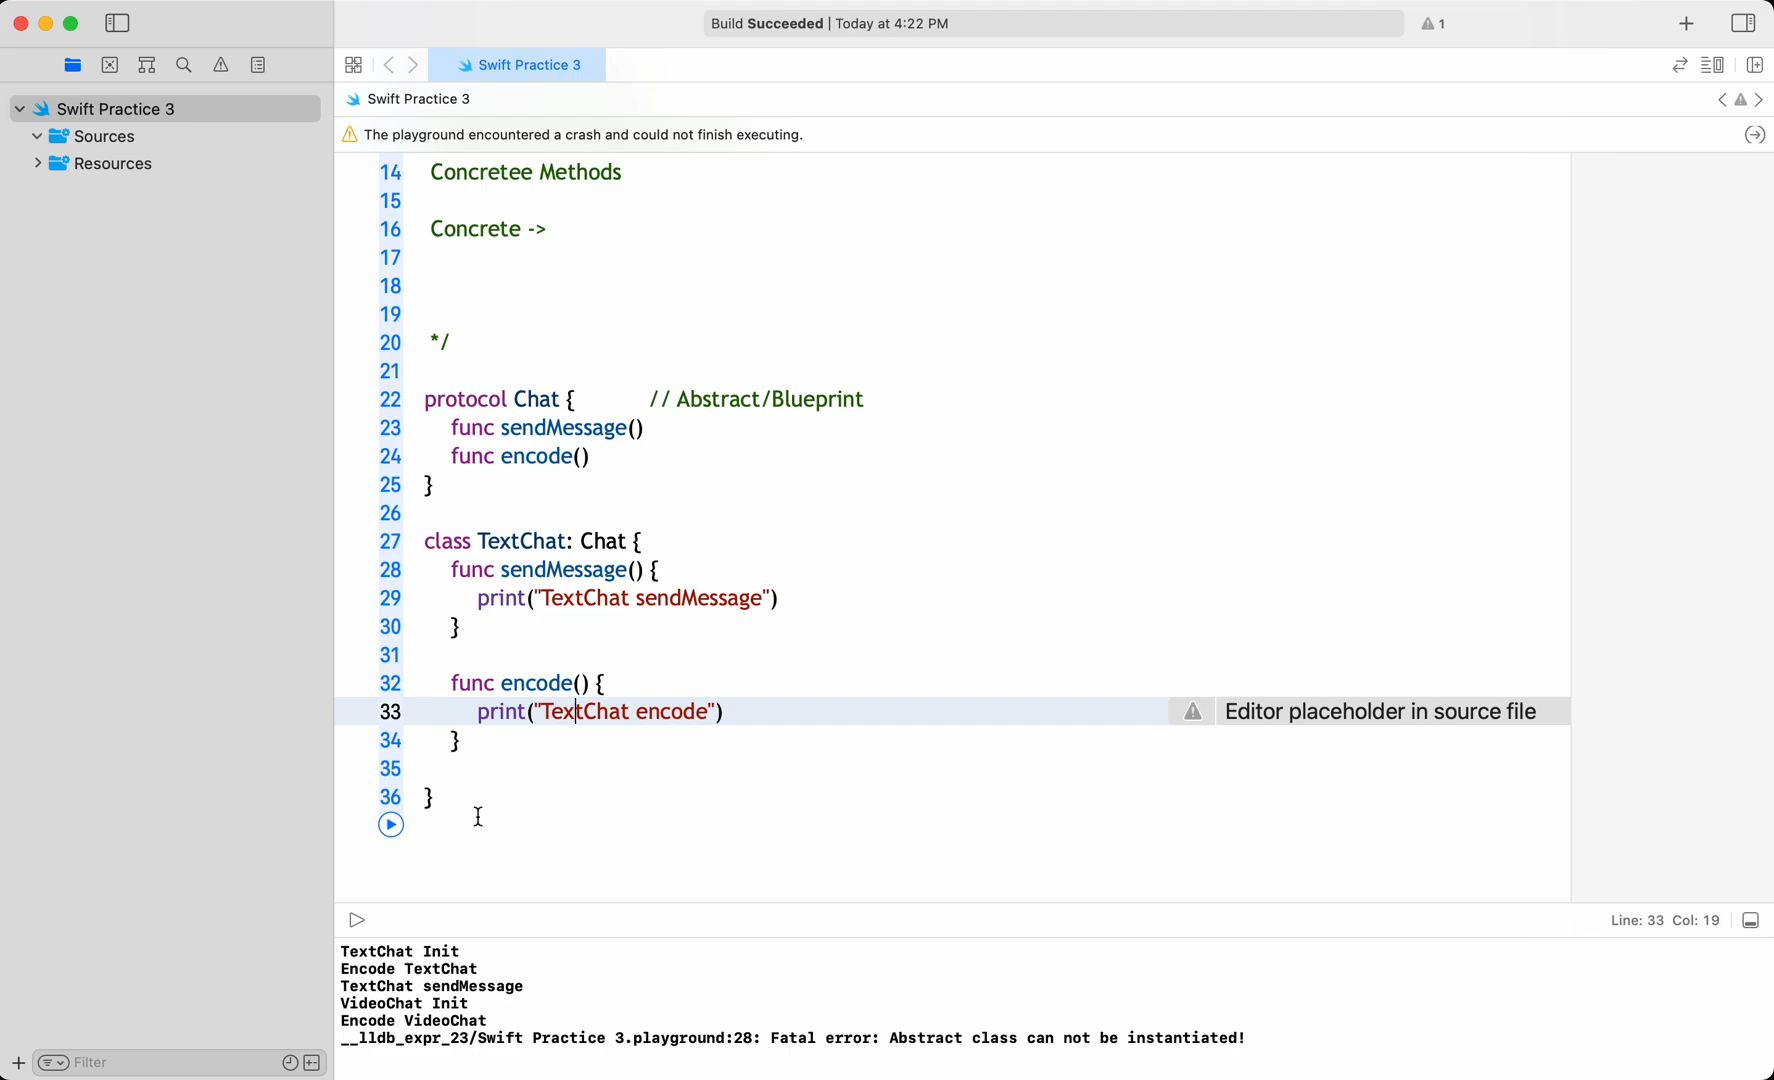 Build Succeeded | Today at 4:22 PM
1
Swift Practice 3
Swift Practice 3
Swift Practice 3
Sources
The playground encountered a crash and could not finish executing.
Resources
14 Concretee Methods
15
16 Concrete ->
17
18
19
20 */
21
22 protocol Chat { // Abstract/Blueprint
23 func sendMessage()
24 func encode()
25 }
26
27 class TextChat: Chat {
28 func sendMessage() {
29 print("TextChat sendMessage")
30 }
31
32 func encode() {
33 print("TextChat encode") Editor placeholder in source file
34 }
35
36 }
Line: 33 Col: 19
TextChat Init
Encode TextChat
TextChat sendMessage
VideoChat Init
Encode VideoChat
__lldb_expr_23/Swift Practice 3.playground:28: Fatal error: Abstract class can not be instantiated!
Filter